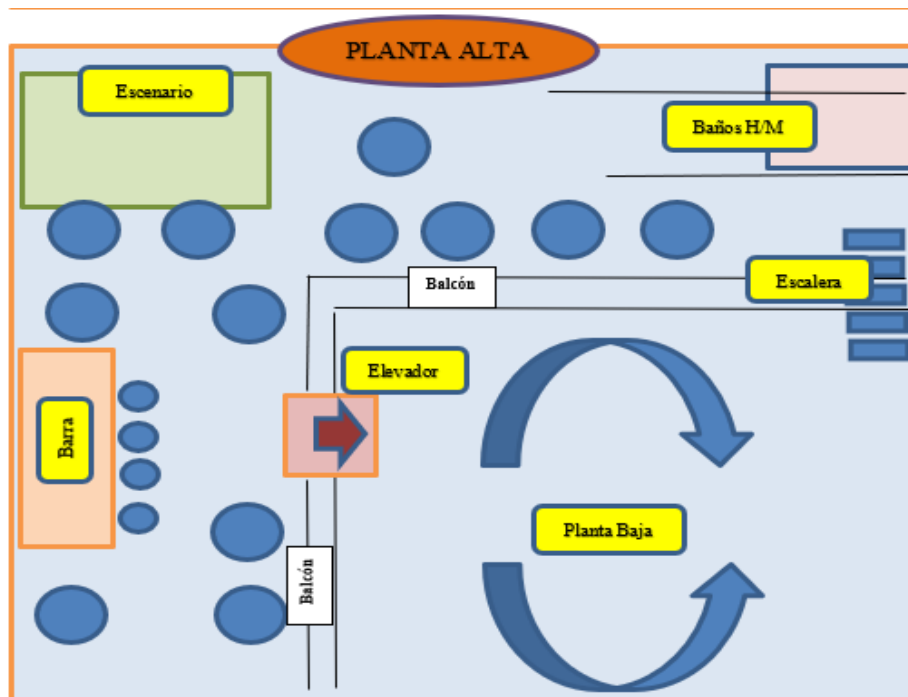 PLANTA ALTA
Escenario
Baños H/M
Balcón
Escalera
Elevador
Barra
Planta Baja
Balcón